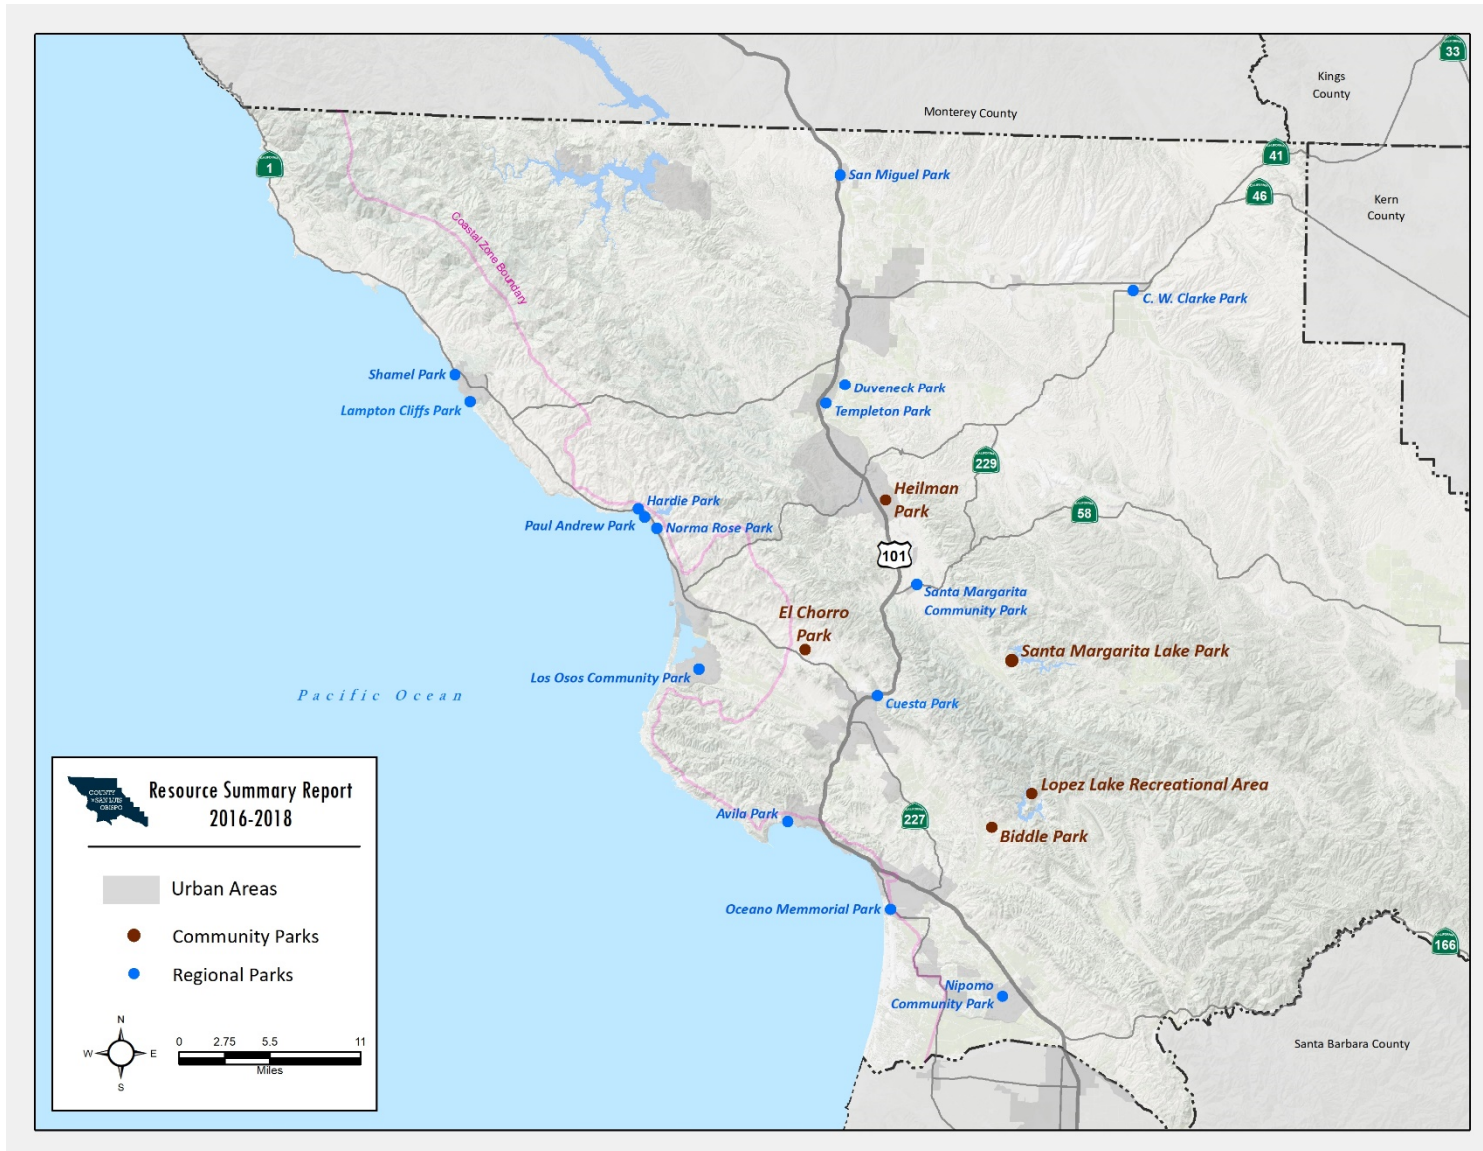 Kings
County
33
Monterey County
41
1
46
San Miguel Park
Kern
County
Coastal Zone Boundary
C. W. Clarke Park
Shamel Park
Duveneck Park
Lampton Cliffs Park
Templeton Park
229
Heilman
Park
Hardie Park
58
Paul Andrew Park
Norma Rose Park
101
Santa Margarita
Community Park
El Chorro
Park
Santa Margarita Lake Park
Los Osos Community Park
Pacific Ocean
Cuesta Park
Lopez Lake Recreational Area
Avila Park
227
Biddle Park
Oceano Memmorial Park
166
Nipomo
Community Park
Santa Barbara County
COUNTY
SAN LUIS
OBISPO
Resource Summary Report
2016-2018
Urban Areas
Community Parks
Regional Parks
N
W E
S
0 2.75 5.5 11
Miles